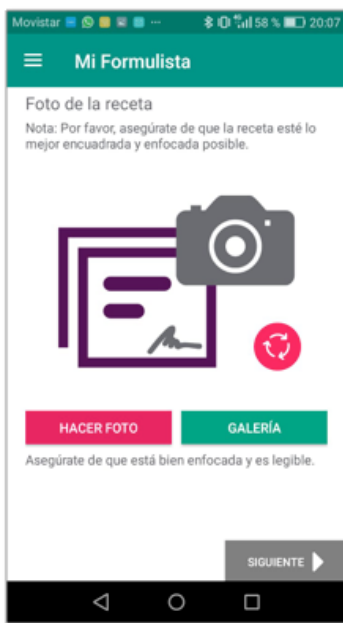 Movistar ··· 58 % 20:07
Mi Formulista
Foto de la receta
Nota: Por favor, asegúrate de que la receta esté lo
mejor encuadrada y enfocada posible.
HACER FOTO GALERÍA
Asegúrate de que está bien enfocada y es legible.
SIGUIENTE